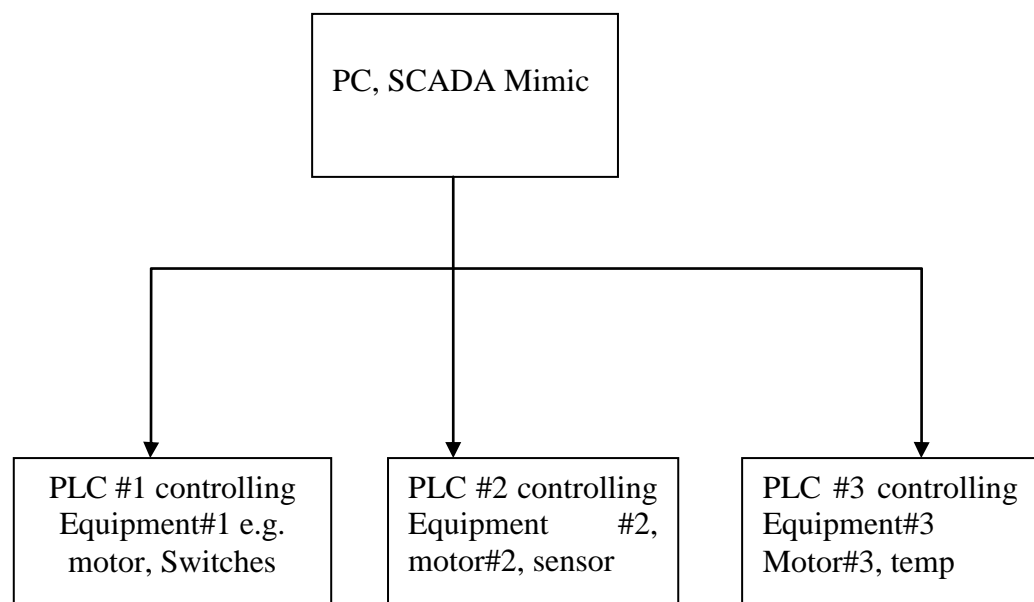 PC, SCADA Mimic
PLC #1 controlling
Equipment#1 e.g.
motor, Switches
PLC #2 controlling
Equipment #2,
motor#2, sensor
PLC #3 controlling
Equipment#3
Motor#3, temp